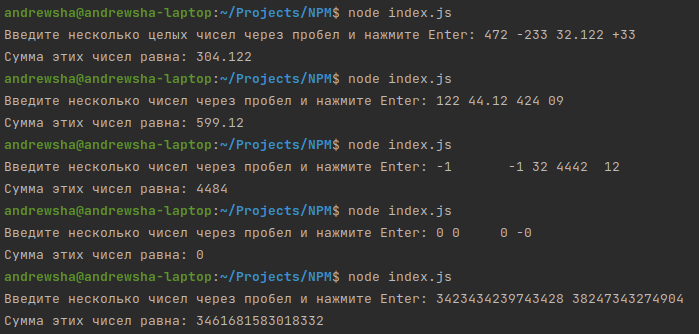 andrewsha@andrewsha-laptop:~/Projects/NPM$ node index.js
Введите несколько целых чисел через пробел и нажмите Enter: 472 -233 32.122 +33
Сумма этих чисел равна: 304.122
andrewsha@andrewsha-laptop:~/Projects/NPM$ node index.js
Введите несколько чисел через пробел и нажмите Enter: 122 44.12 424 09
Сумма этих чисел равна: 599.12
andrewsha@andrewsha-laptop:~/Projects/NPM$ node index.js
Введите несколько чисел через пробел и нажмите Enter: -1       -1 32 4442  12
Сумма этих чисел равна: 4484
andrewsha@andrewsha-laptop:~/Projects/NPM$ node index.js
Введите несколько чисел через пробел и нажмите Enter: 0 0     0 -0
Сумма этих чисел равна: 0
andrewsha@andrewsha-laptop:~/Projects/NPM$ node index.js
Введите несколько чисел через пробел и нажмите Enter: 3423434239743428 38247343274904
Сумма этих чисел равна: 3461681583018332